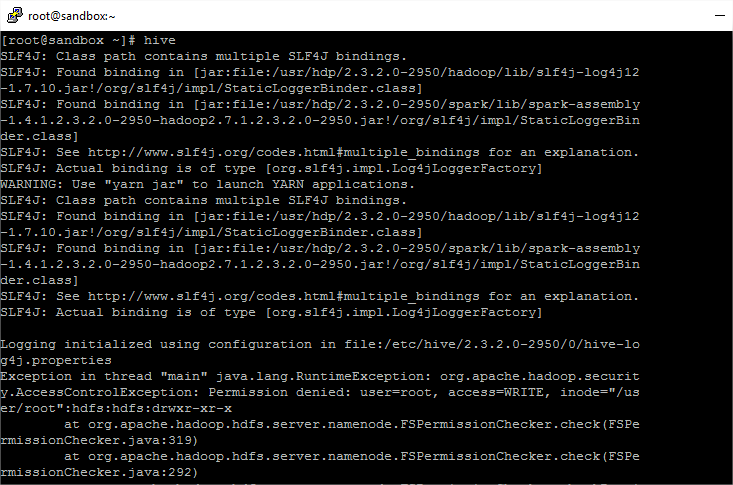 root@sandbox:~
[root@sandbox ~]# hive
SLF4J: Class path contains multiple SLF4J bindings.
SLF4J: Found binding in [jar:file:/usr/hdp/2.3.2.0-2950/hadoop/lib/slf4j-log4j12
-1.7.10.jar!/org/slf4j/impl/StaticLoggerBinder.class]
SLF4J: Found binding in [jar:file:/usr/hdp/2.3.2.0-2950/spark/lib/spark-assembly
-1.4.1.2.3.2.0-2950-hadoop2.7.1.2.3.2.0-2950.jar!/org/slf4j/impl/StaticLoggerBin
der.class]
SLF4J: See http://www.slf4j.org/codes.html#multiple_bindings for an explanation.
SLF4J: Actual binding is of type [org.slf4j.impl.Log4jLoggerFactory]
WARNING: Use "yarn jar" to launch YARN applications.
SLF4J: Class path contains multiple SLF4J bindings.
SLF4J: Found binding in [jar:file:/usr/hdp/2.3.2.0-2950/hadoop/lib/slf4j-log4j12
-1.7.10.jar!/org/slf4j/impl/StaticLoggerBinder.class]
SLF4J: Found binding in [jar:file:/usr/hdp/2.3.2.0-2950/spark/lib/spark-assembly
-1.4.1.2.3.2.0-2950-hadoop2.7.1.2.3.2.0-2950.jar!/org/slf4j/impl/StaticLoggerBin
der.class]
SLF4J: See http://www.slf4j.org/codes.html#multiple_bindings for an explanation.
SLF4J: Actual binding is of type [org.slf4j.impl.Log4jLoggerFactory]
Logging initialized using configuration in file:/etc/hive/2.3.2.0-2950/0/hive-lo
g4j.properties
Exception in thread "main" java.lang.RuntimeException: org.apache.hadoop.securit
y.AccessControlException: Permission denied: user=root, access=WRITE, inode="/us
er/root":hdfs:hdfs:drwxr-xr-x
at org.apache.hadoop.hdfs.server.namenode.FSPermissionChecker.check(FSPe
rmissionChecker.java:319)
at org.apache.hadoop.hdfs.server.namenode.FSPermissionChecker.check(FSPe
rmissionChecker.java:292)